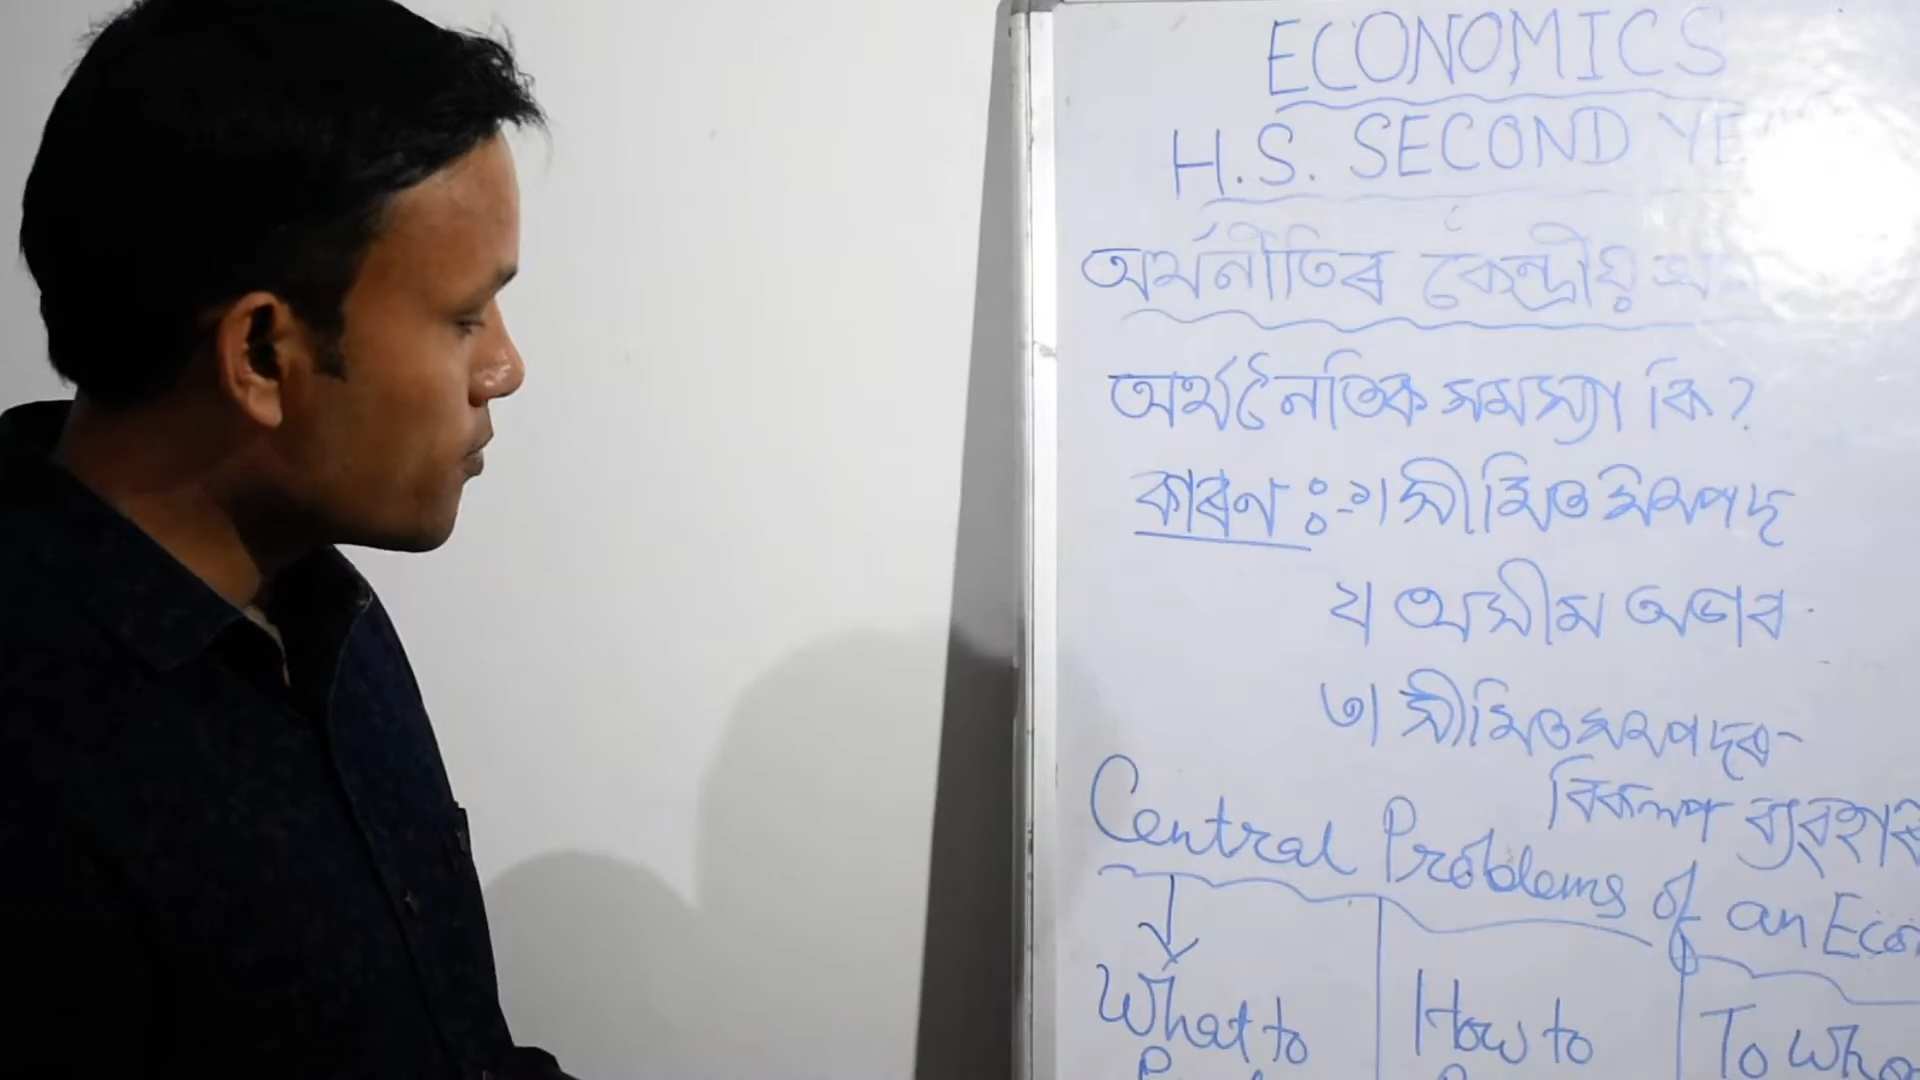 ECONOMICS
H.S. SECOND
অৰ্থনীতিৰ কেন্দ্ৰীয়
অৰ্থনৈতিক সমস্যা কি?
কাৰণ :-১। সীমিত সম্পদ
২। অসীম অভাৱ
৩। সীমিত সম্পদৰ-
বিকল্প ব্যৱহাৰ
Central Problems of an
What to
How to
To